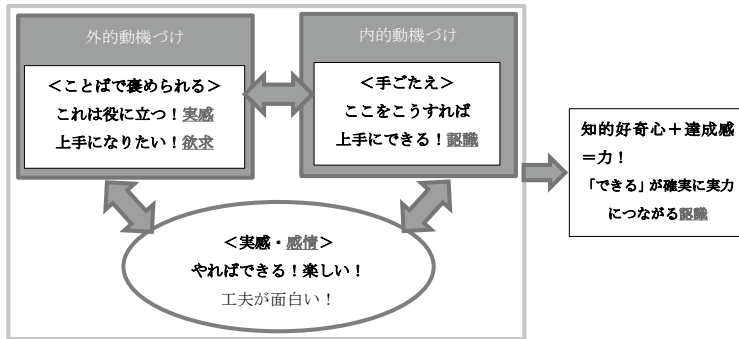 外的動機づけ
＜ことばで褒められる＞
これは役に立つ！実感
上手になりたい！欲求
内的動機づけ
＜手ごたえ＞
ここをこうすれば
上手にできる！認識
＜実感・感情＞
やればできる！楽しい！
工夫が面白い！
知的好奇心＋達成感
＝力！
「できる」が確実に実力
につながる認識